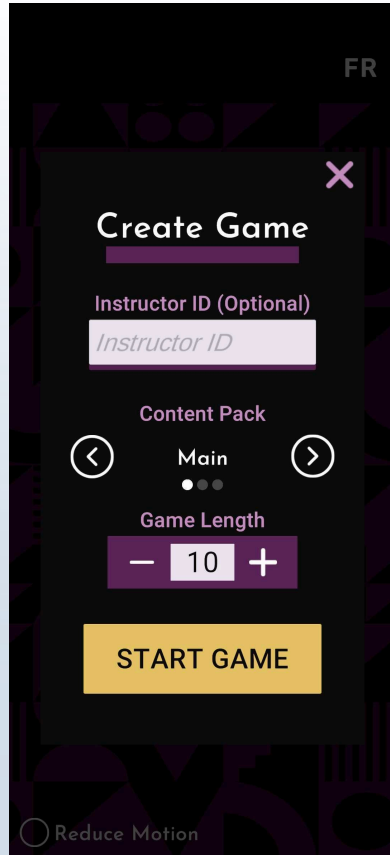 FR
Create Game
Instructor ID (Optional)
Instructor ID
Content Pack
Main
Game Length
10
START GAME
Reduce Motion